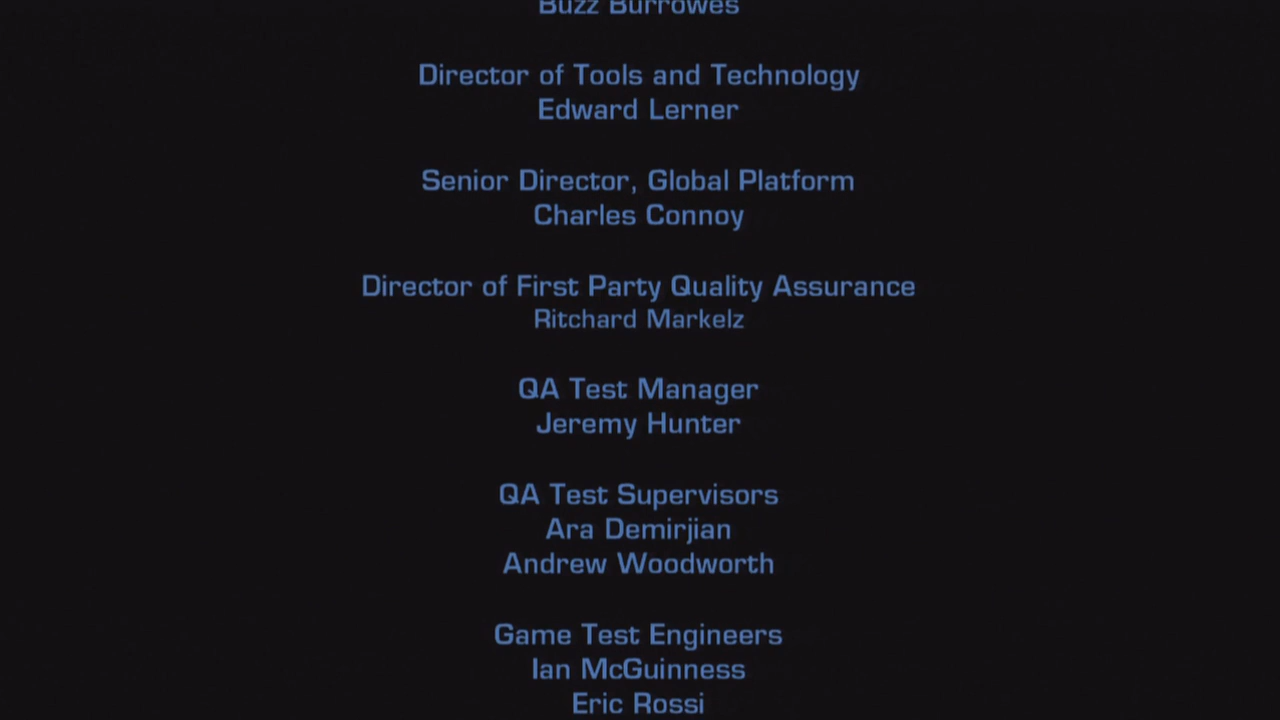 Buzz Burrowes
Director of Tools and Technology
Edward Lerner
Senior Director, Global Platform
Charles Connoy
Director of First Party Quality Assurance
Ritchard Markelz
QA Test Manager
Jeremy Hunter
QA Test Supervisors
Ara Demirjian
Andrew Woodworth
Game Test Engineers
Ian McGuinness
Eric Rossi